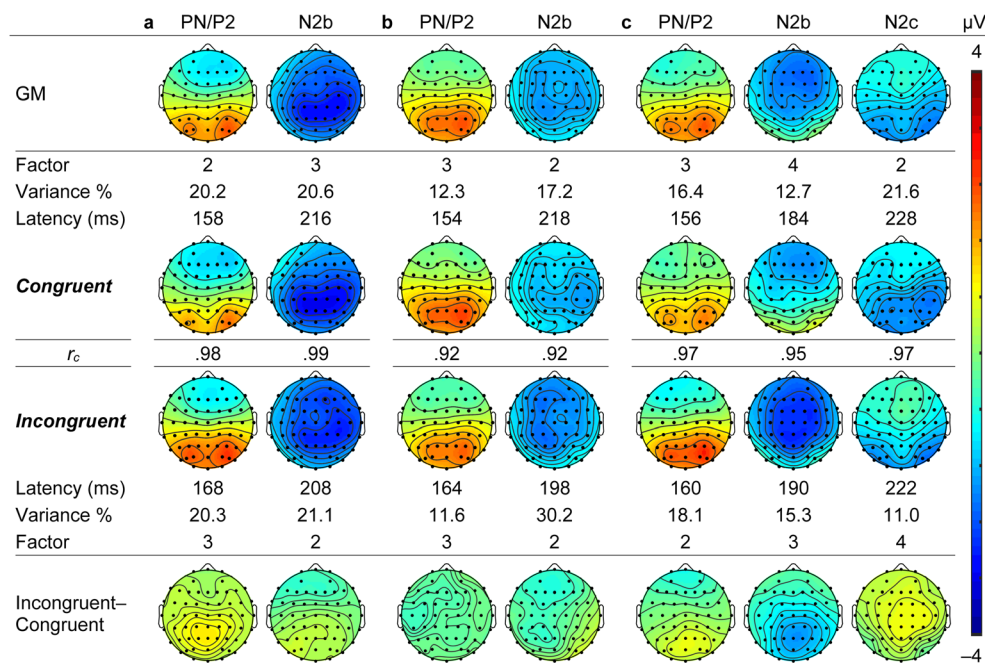 a PN/P2 N2b b PN/P2 N2b c PN/P2 N2b N2c µV
4
GM
Factor 2 3 3 2 3 4 2
Variance % 20.2 20.6 12.3 17.2 16.4 12.7 21.6
Latency (ms) 158 216 154 218 156 184 228
Congruent
rc .98 .99 .92 .92 .97 .95 .97
Incongruent
Latency (ms) 168 208 164 198 160 190 222
Variance % 20.3 21.1 11.6 30.2 18.1 15.3 11.0
Factor 3 2 3 2 2 3 4
Incongruent–
Congruent
–4